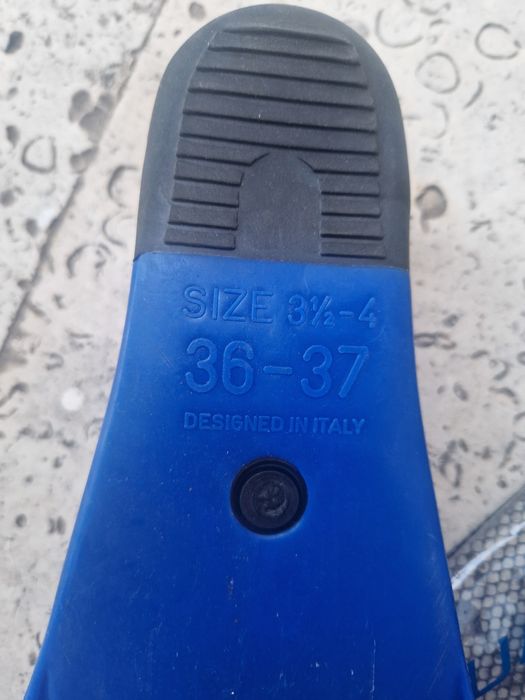 SIZE 3½-4
36-37
DESIGNED IN ITALY